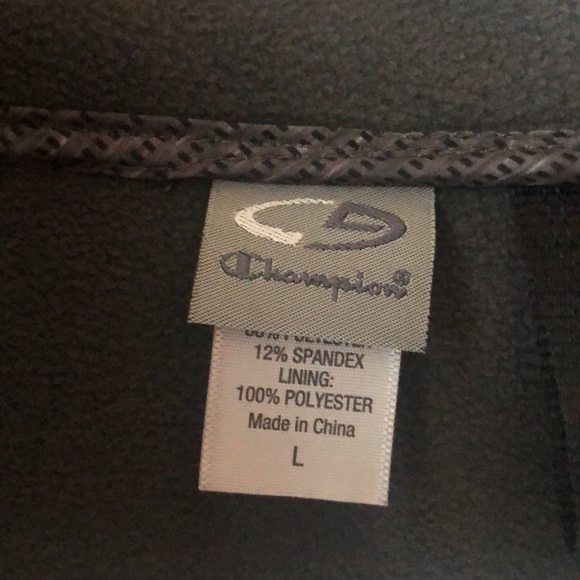 Champion®
12% SPANDEX
LINING:
100% POLYESTER
Made in China
L